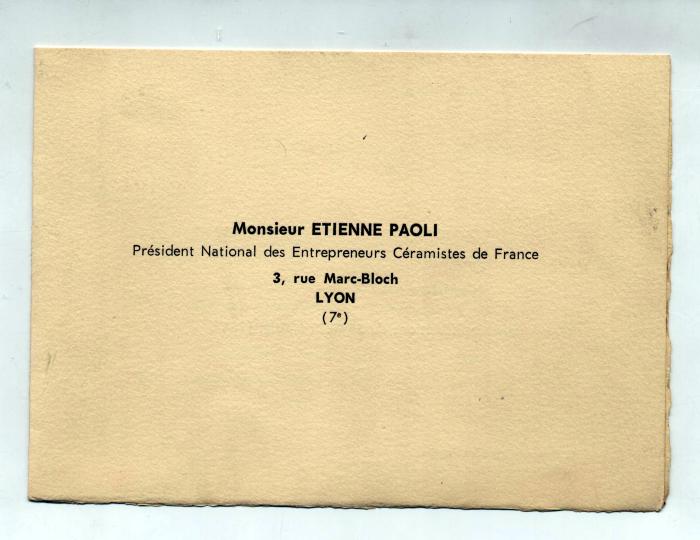 Monsieur ETIENNE PAOLI
Président National des Entrepreneurs Céramistes de France
3, rue Marc-Bloch
LYON
(7ᵉ)